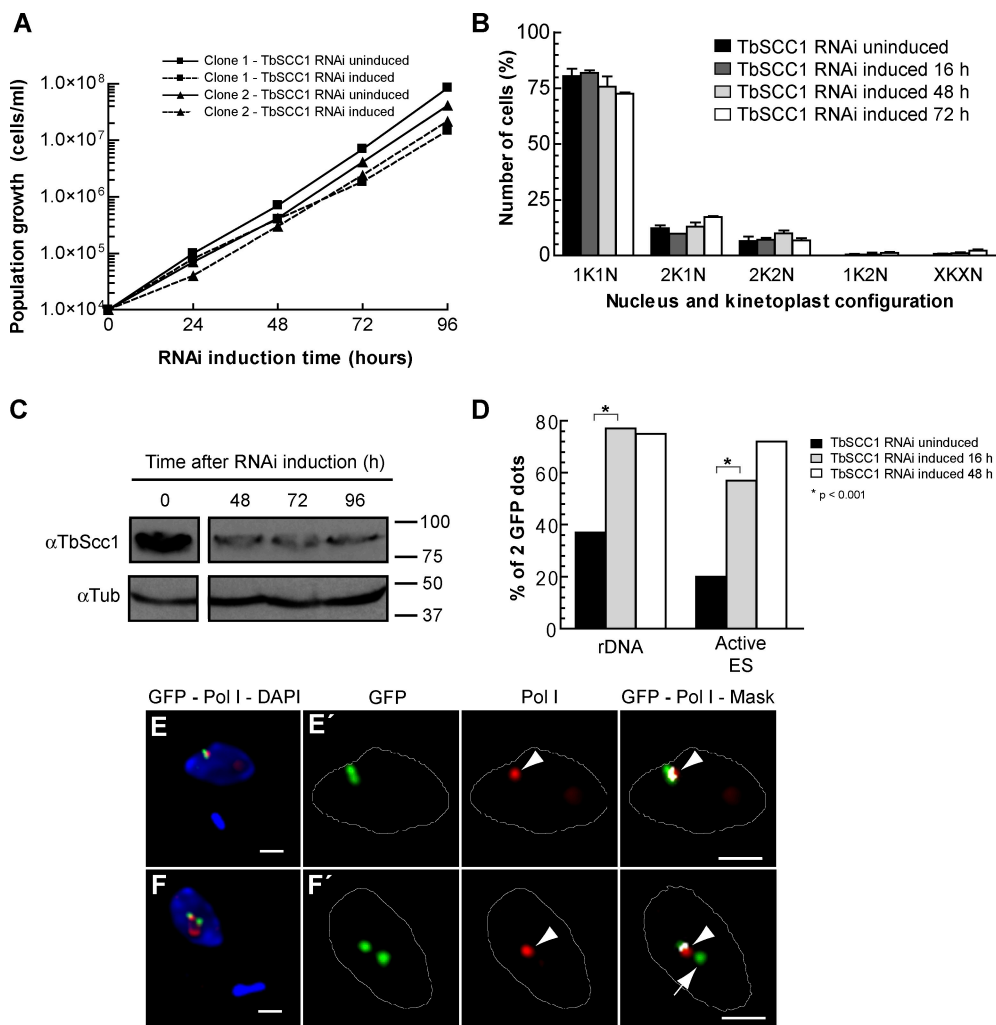 A
Clone 1 - TbSCC1 RNAi uninduced
Clone 1 - TbSCC1 RNAi induced
Clone 2 - TbSCC1 RNAi uninduced
Clone 2 - TbSCC1 RNAi induced
Population growth (cells/ml)
1.0×10⁸
1.0×10⁷
1.0×10⁶
1.0×10⁵
1.0×10⁴
0 24 48 72 96
RNAi induction time (hours)
B
TbSCC1 RNAi uninduced
TbSCC1 RNAi induced 16 h
TbSCC1 RNAi induced 48 h
TbSCC1 RNAi induced 72 h
Number of cells (%)
100
75
50
25
0
1K1N 2K1N 2K2N 1K2N XKXN
Nucleus and kinetoplast configuration
C
Time after RNAi induction (h)
0 48 72 96
αTbScc1
100
75
αTub
50
37
D
% of 2 GFP dots
80
60
40
20
0
*
*
rDNA
Active
ES
TbSCC1 RNAi uninduced
TbSCC1 RNAi induced 16 h
TbSCC1 RNAi induced 48 h
* p < 0.001
GFP - Pol I - DAPI GFP Pol I GFP - Pol I - Mask
E E´
F F´